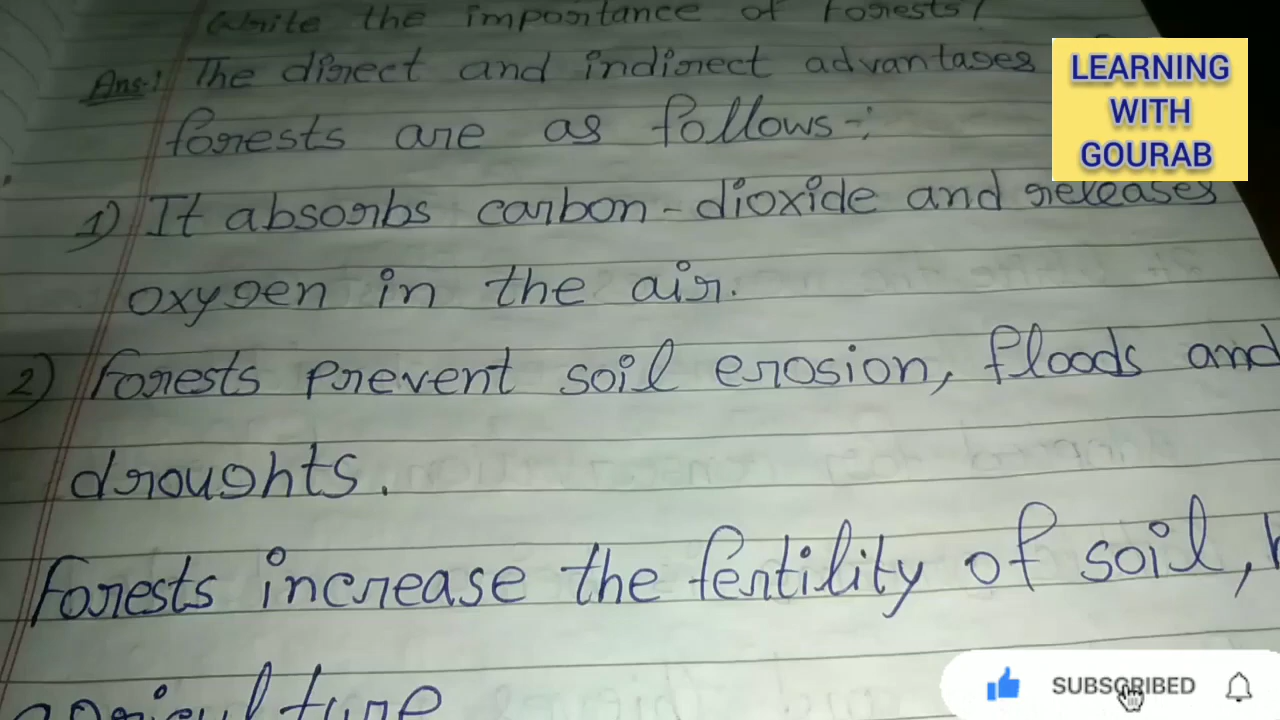 Write the importance of forests?
Ans:- The direct and indirect advantages
forests are as follows-:
1) It absorbs carbon-dioxide and releases
oxygen in the air.
2) forests prevent soil erosion, floods and
droughts.
forests increase the fertility of soil,
agriculture
LEARNING
WITH
GOURAB
SUBSCRIBED